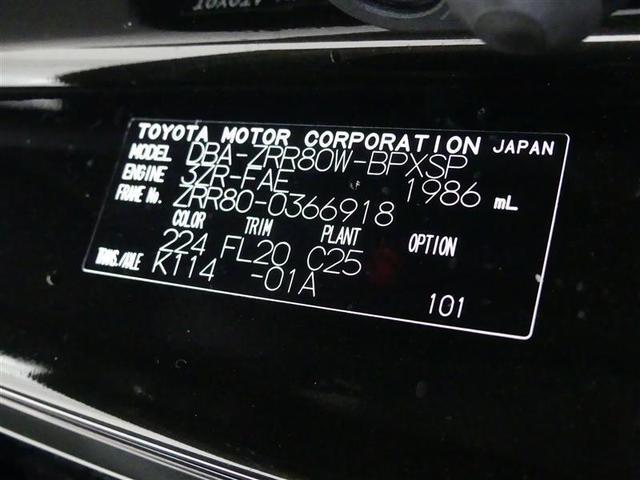 TOYOTA MOTOR CORPORATION JAPAN
MODEL DBA-ZRR80W-BPXSP
ENGINE 3ZR-FAE 1986 mL
FRAME No. ZRR80-0366918
COLOR TRIM PLANT OPTION
224 FL20 C25
TRANS./AXLE K114 -01A
101